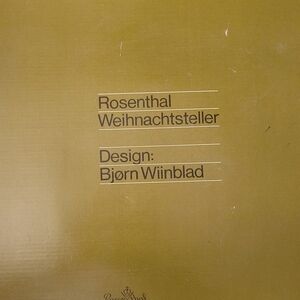 Rosenthal
Weihnachtsteller
Design:
Bjørn Wiinblad